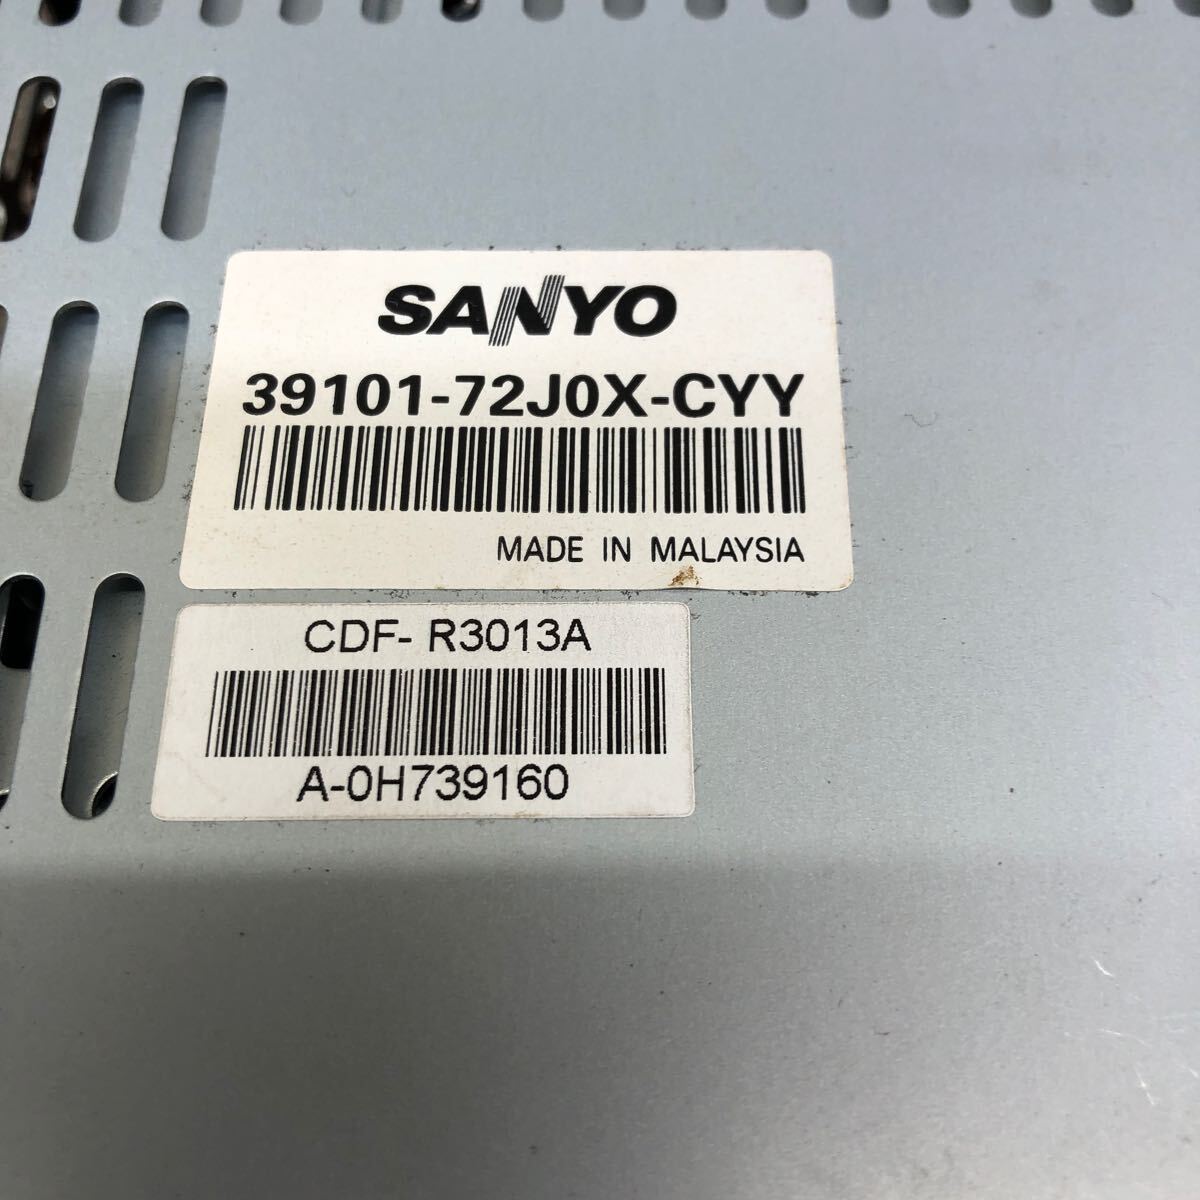 SANYO
39101-72J0X-CYY
MADE IN MALAYSIA
CDF- R3013A
A-0H739160